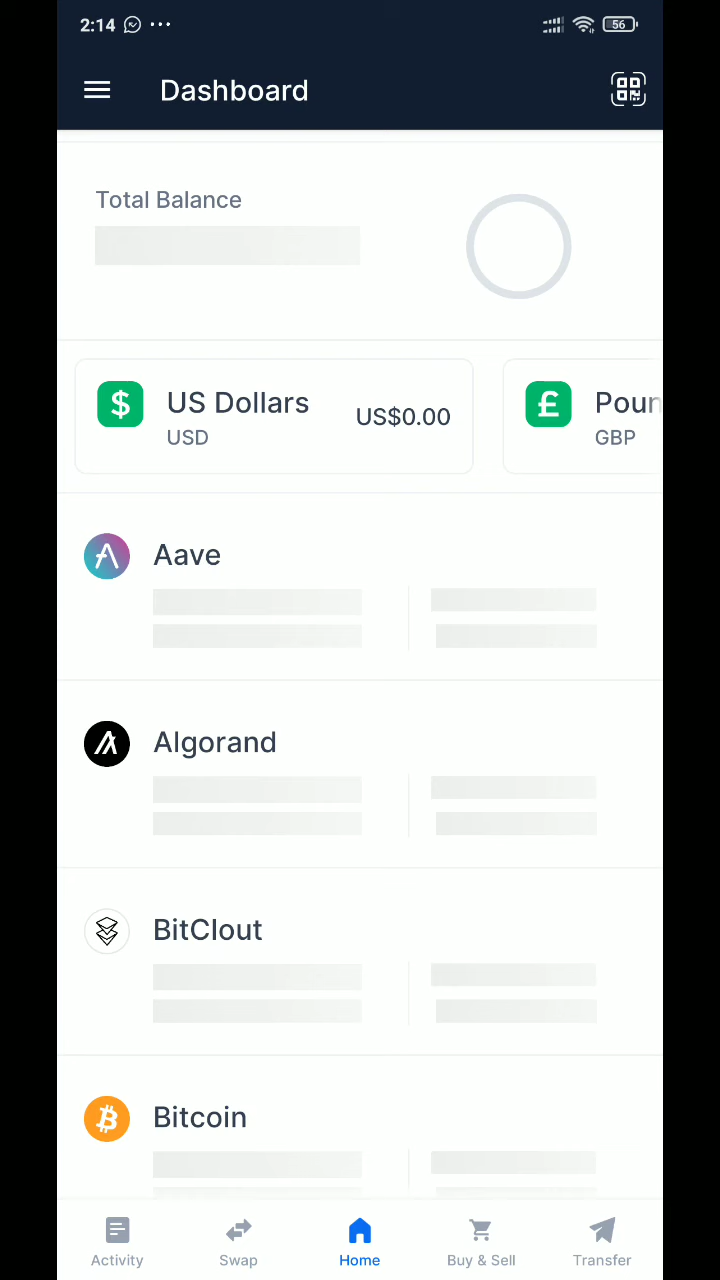 2:14 56
Dashboard
Total Balance
$ US Dollars US$0.00 £ Poun
USD GBP
Aave
Algorand
BitClout
Bitcoin
Activity Swap Home Buy & Sell Transfer